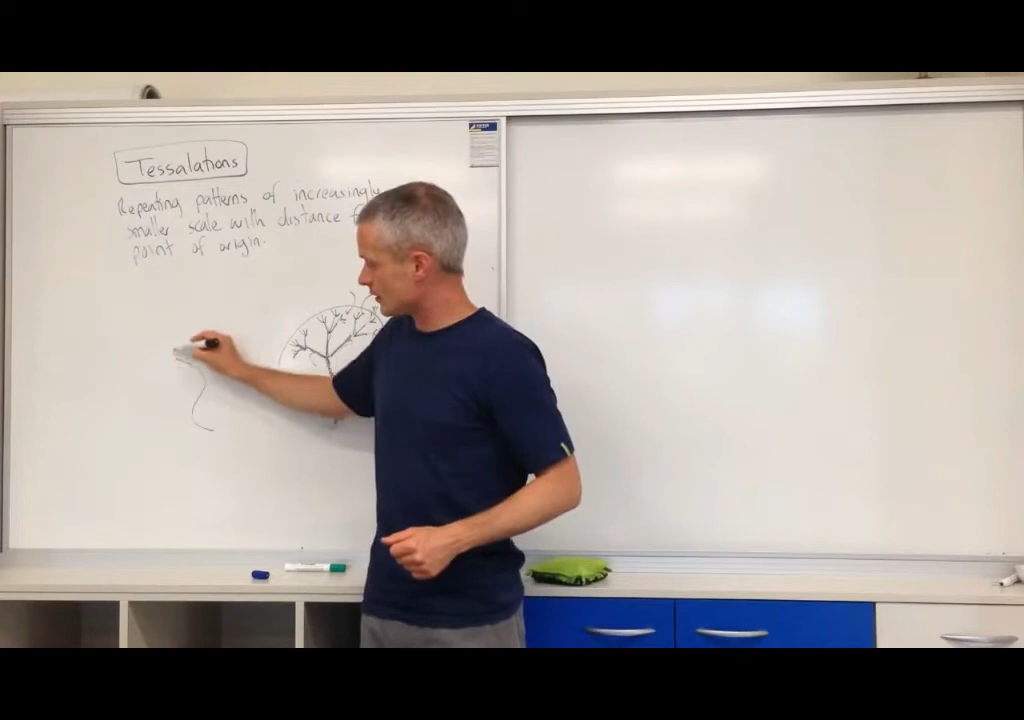 Tessalations
Repeating patterns of increasingly
smaller scale with distance
point of origin.